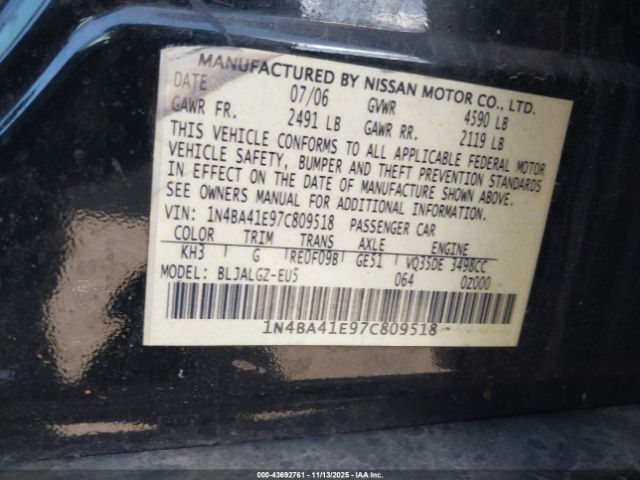 MANUFACTURED BY NISSAN MOTOR CO., LTD.
DATE 07/06 GVWR 4590 LB
GAWR FR. 2491 LB GAWR RR. 2119 LB
THIS VEHICLE CONFORMS TO ALL APPLICABLE FEDERAL MOTOR
VEHICLE SAFETY, BUMPER AND THEFT PREVENTION STANDARDS
IN EFFECT ON THE DATE OF MANUFACTURE SHOWN ABOVE.
SEE OWNERS MANUAL FOR ADDITIONAL INFORMATION.
VIN: 1N4BA41E97C809518 PASSENGER CAR
COLOR TRIM TRANS AXLE ENGINE
KH3 G RE0F09B GE51 VQ35DE 3498CC
MODEL: BLJALGZ-EU5 064 0Z000
1N4BA41E97C809518
000-43692761 - 11/13/2025 - IAA, Inc.